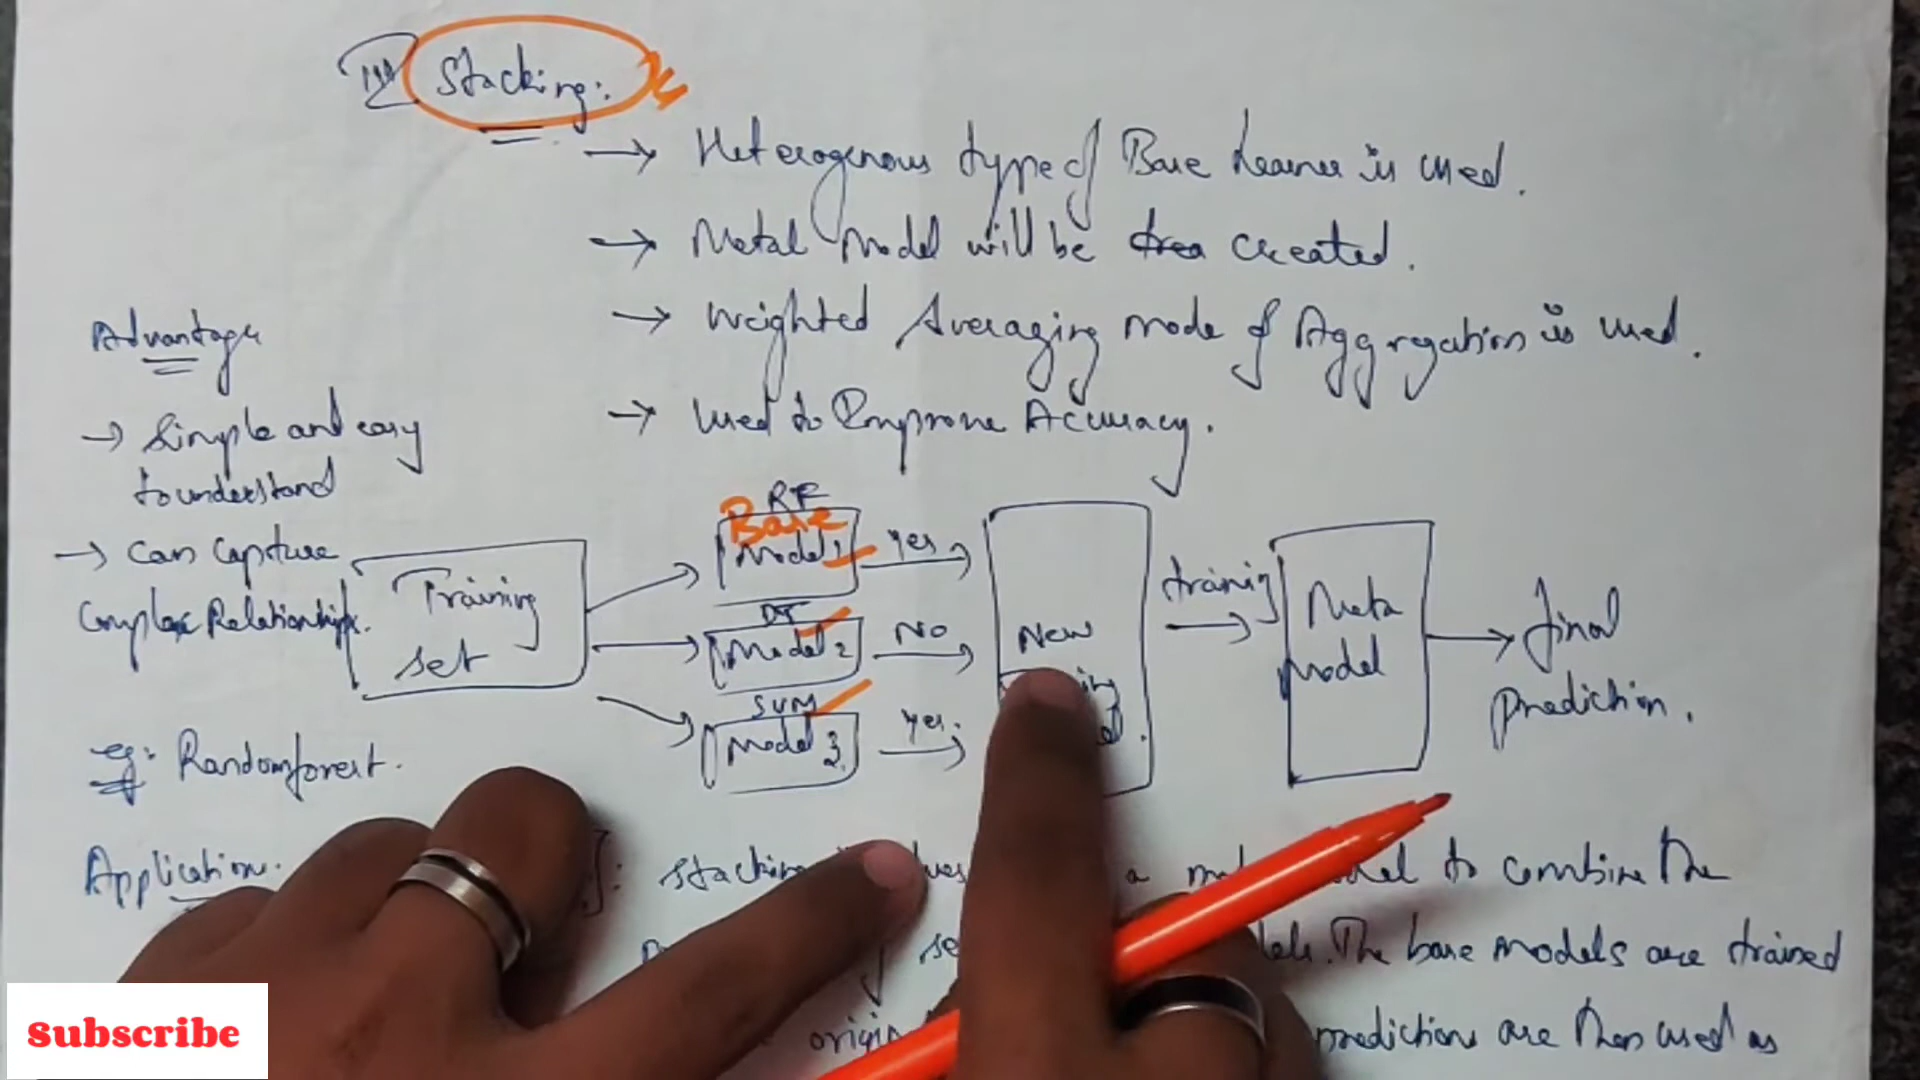 III Stacking:
→ Heterogenous type of Base Learner is used.
→ Metal Model will be created.
→ Weighted Averaging mode of Aggregation is used.
→ Used to Improve Accuracy.
Advantage
→ Simple and easy
to understand
→ Can Capture
Complex Relationship.
eg: Randomforest.
Application.
Training
set
RF
Base
Model 1
Yes
DT
Model 2
No
SVM
Model 3
Yes.
New
training
Meta
Model
final
prediction.
a model to combine the
The base models are trained
predictions are then used as
Subscribe